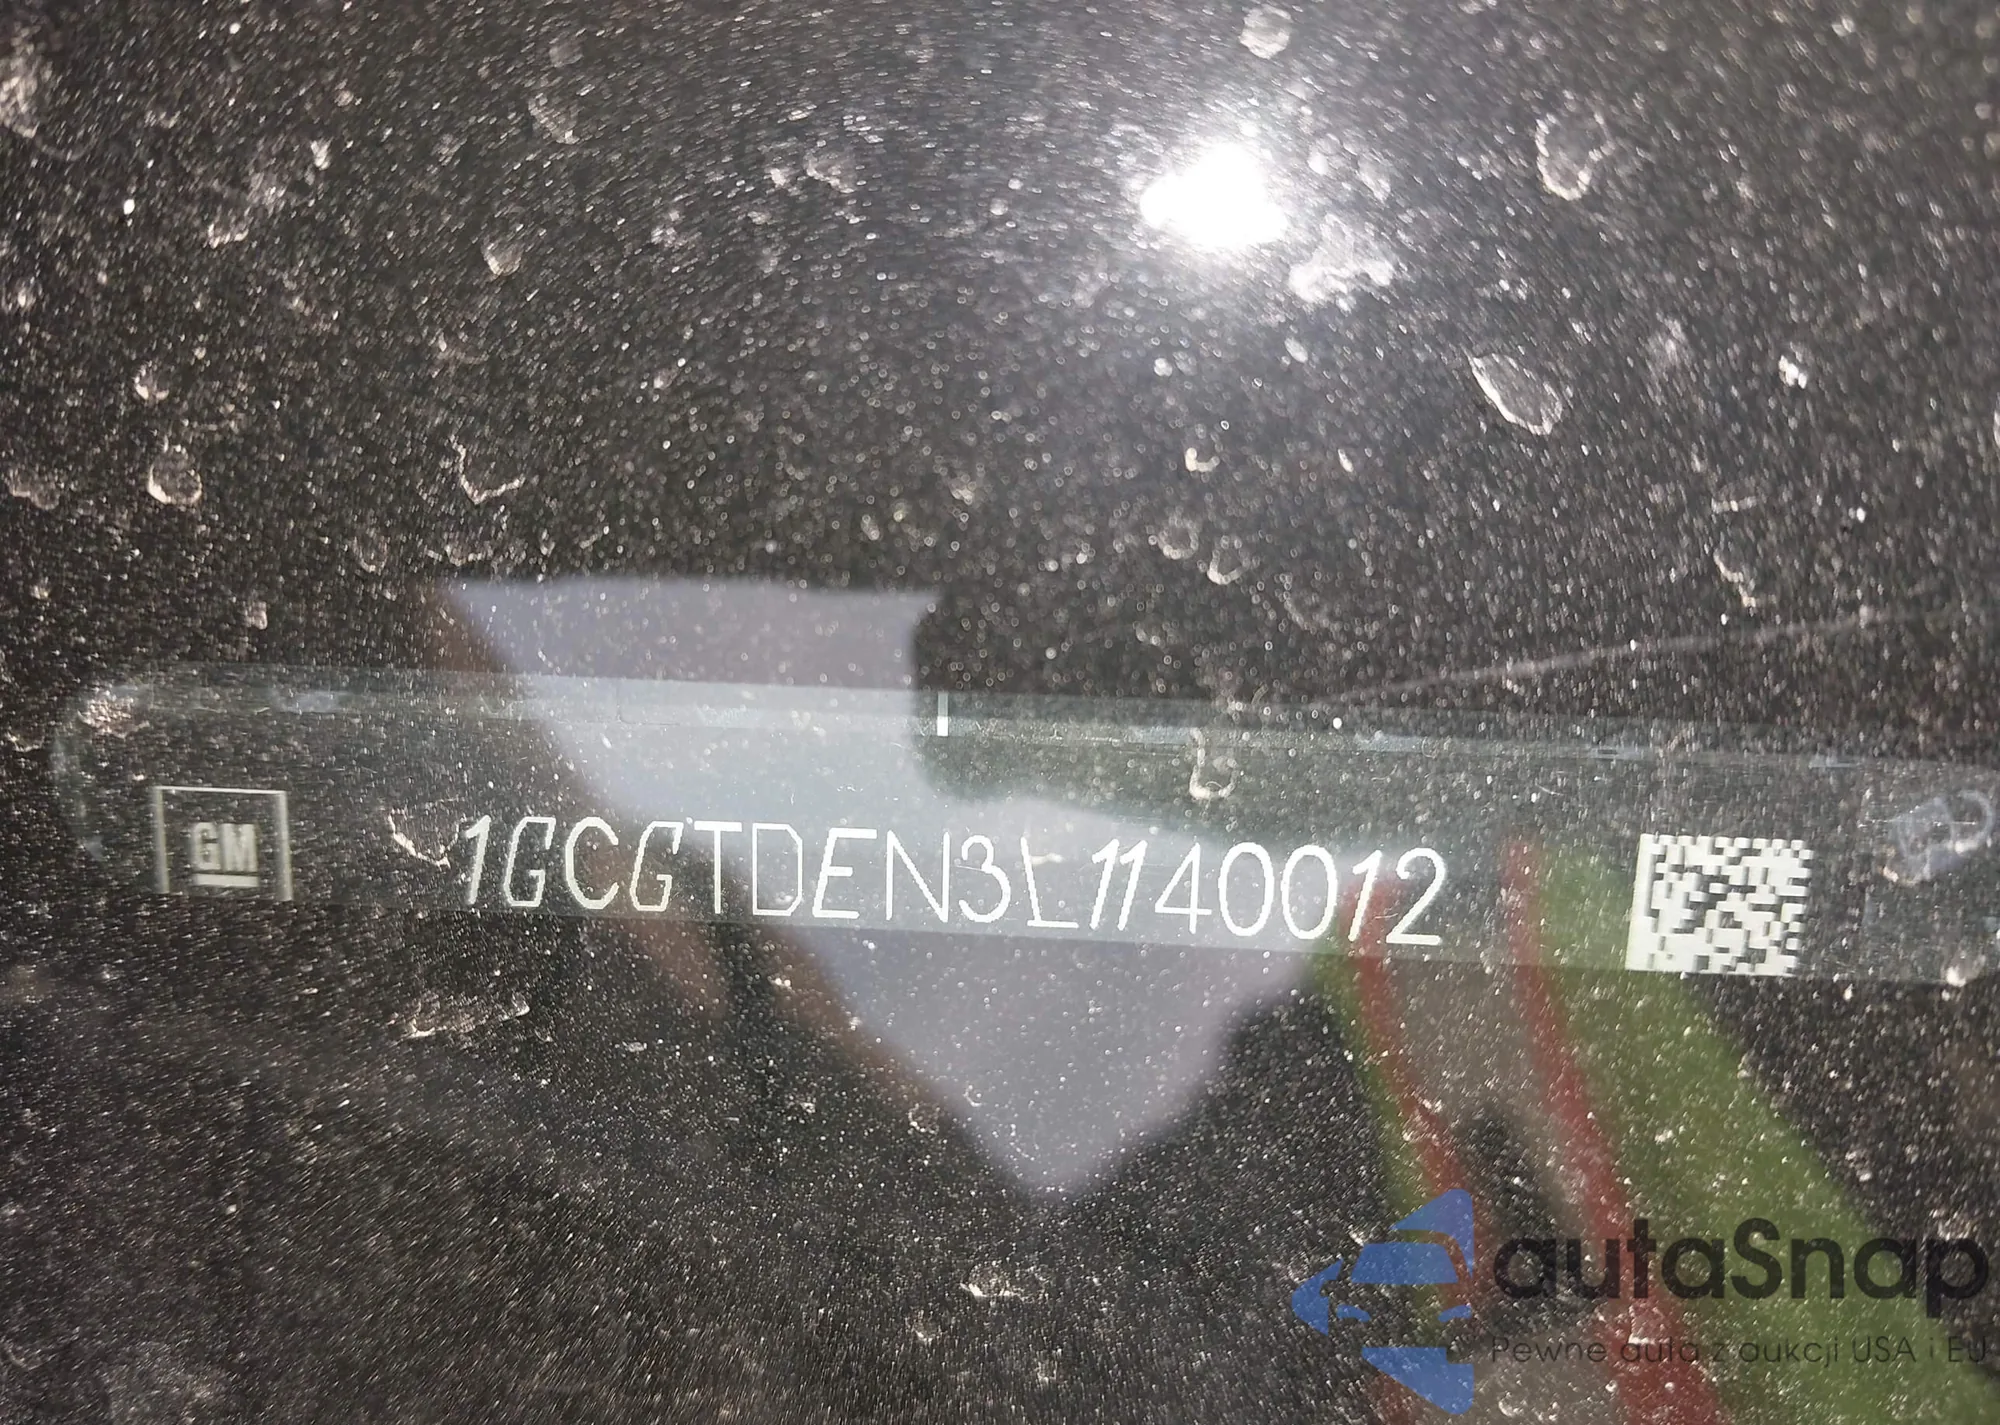 GM 1GCGTDEN3L1140012
autaSnap
Pewne auta z aukcji USA i EU